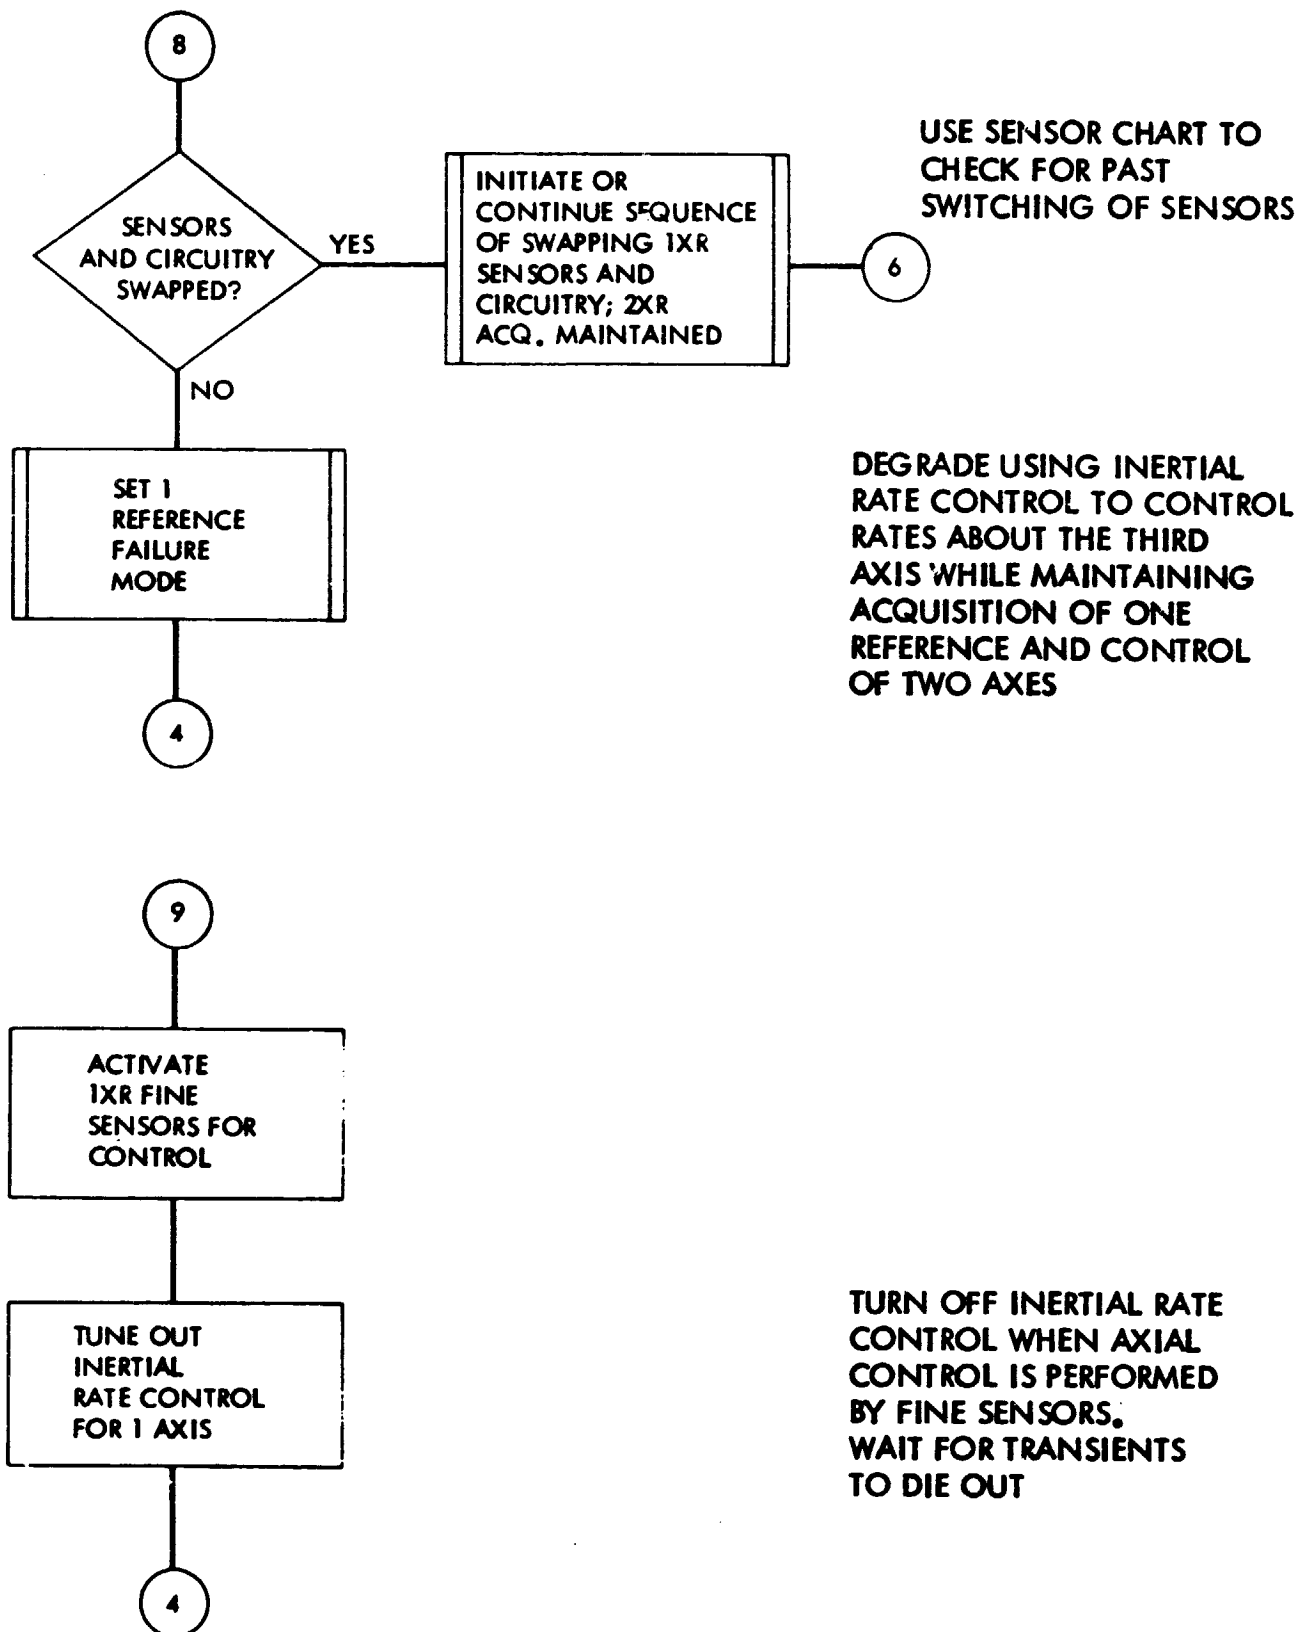 8
SENSORS
AND CIRCUITRY
SWAPPED?
YES
INITIATE OR
CONTINUE SEQUENCE
OF SWAPPING 1XR
SENSORS AND
CIRCUITRY; 2XR
ACQ. MAINTAINED
6
USE SENSOR CHART TO
CHECK FOR PAST
SWITCHING OF SENSORS
NO
SET 1
REFERENCE
FAILURE
MODE
4
DEGRADE USING INERTIAL
RATE CONTROL TO CONTROL
RATES ABOUT THE THIRD
AXIS WHILE MAINTAINING
ACQUISITION OF ONE
REFERENCE AND CONTROL
OF TWO AXES
9
ACTIVATE
1XR FINE
SENSORS FOR
CONTROL
TUNE OUT
INERTIAL
RATE CONTROL
FOR 1 AXIS
4
TURN OFF INERTIAL RATE
CONTROL WHEN AXIAL
CONTROL IS PERFORMED
BY FINE SENSORS.
WAIT FOR TRANSIENTS
TO DIE OUT